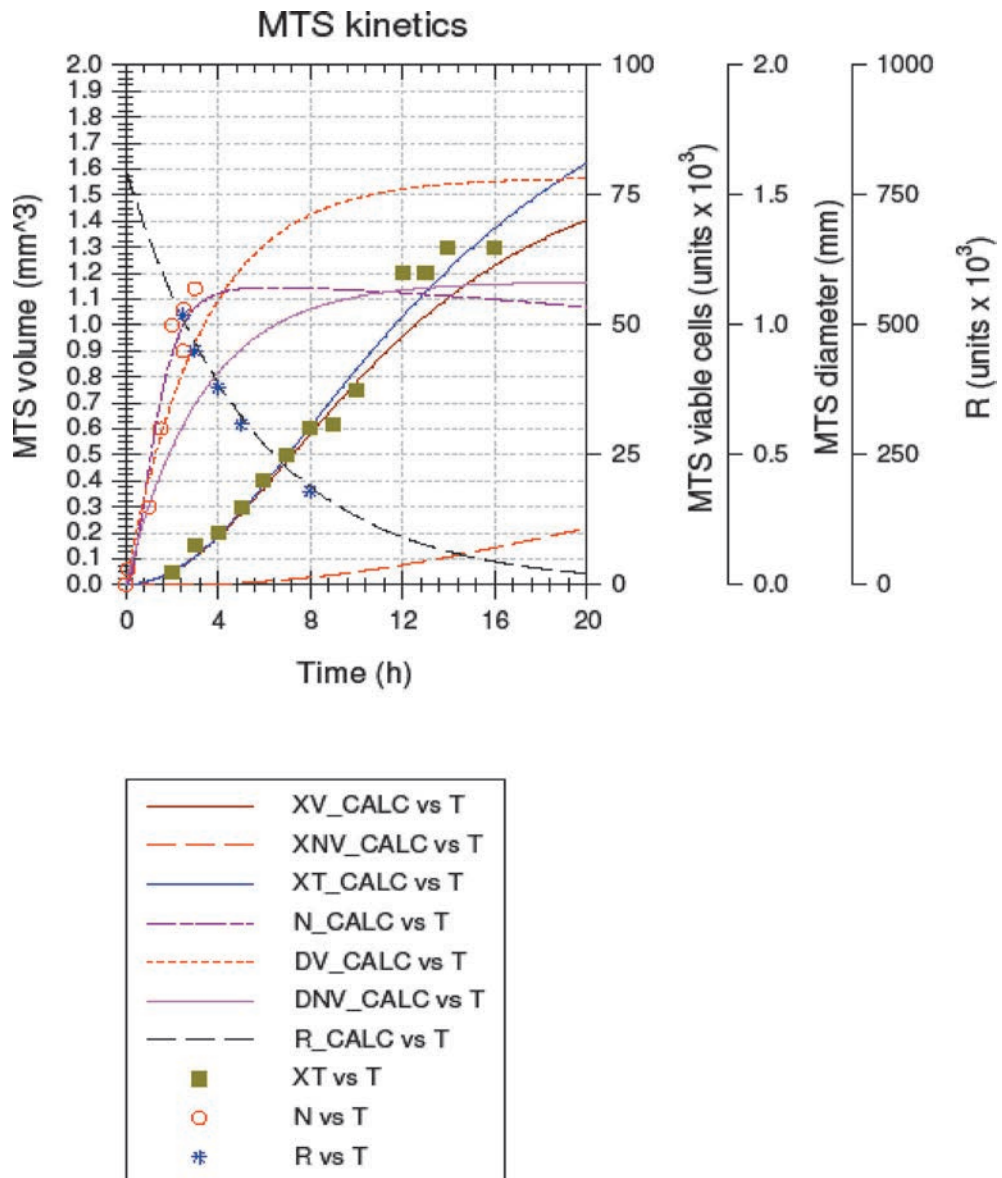 MTS kinetics
2.0
1.9
1.8
1.7
1.6
1.5
1.4
1.3
1.2
1.1
1.0
0.9
0.8
0.7
0.6
0.5
0.4
0.3
0.2
0.1
0.0
MTS volume (mm^3)
0 4 8 12 16 20
Time (h)
100
75
50
25
0
MTS viable cells (units x 10³)
2.0
1.5
1.0
0.5
0.0
MTS diameter (mm)
1000
750
500
250
0
R (units x 10³)
XV_CALC vs T
XNV_CALC vs T
XT_CALC vs T
N_CALC vs T
DV_CALC vs T
DNV_CALC vs T
R_CALC vs T
XT vs T
N vs T
R vs T